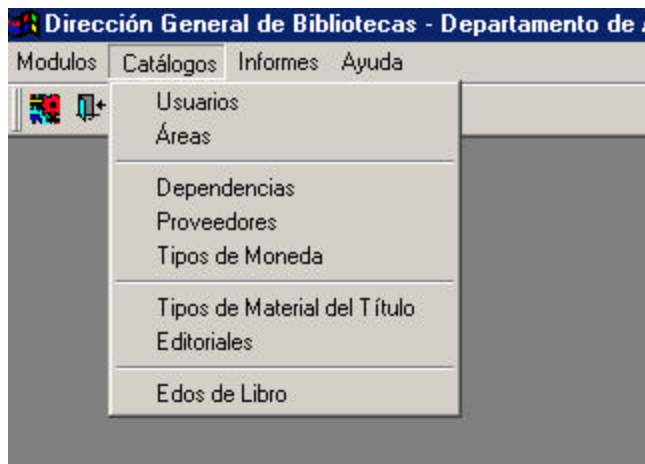 Dirección General de Bibliotecas - Departamento de
Modulos Catálogos Informes Ayuda
Usuarios
Áreas
Dependencias
Proveedores
Tipos de Moneda
Tipos de Material del Título
Editoriales
Edos de Libro